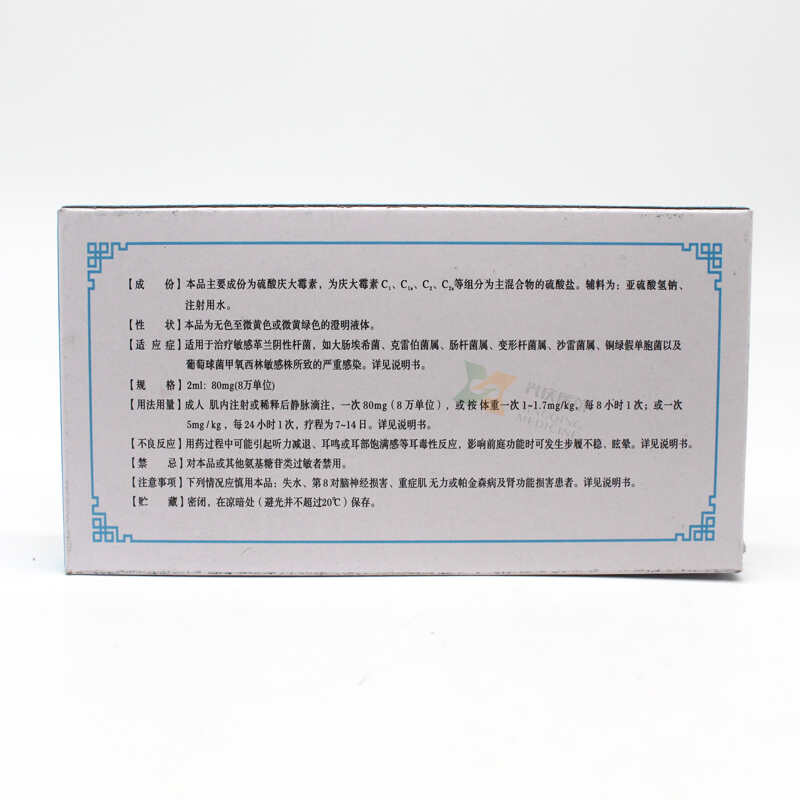 【成　份】本品主要成份为硫酸庆大霉素，为庆大霉素 C₁、C₁ₐ、C₂、C₂ₐ等组分为主混合物的硫酸盐。辅料为：亚硫酸氢钠、
注射用水。
【性　状】本品为无色至微黄色或微黄绿色的澄明液体。
【适 应 症】适用于治疗敏感革兰阴性杆菌，如大肠埃希菌、克雷伯菌属、肠杆菌属、变形杆菌属、沙雷菌属、铜绿假单胞菌以及
葡萄球菌甲氧西林敏感株所致的严重感染。详见说明书。
【规　格】2ml: 80mg(8万单位)
【用法用量】成人 肌内注射或稀释后静脉滴注，一次80mg（8 万单位），或按体重一次 1~1.7mg/kg，每 8 小时 1 次；或一次
5mg / kg，每 24 小时 1 次，疗程为 7~14 日。详见说明书。
【不良反应】用药过程中可能引起听力减退、耳鸣或耳部饱满感等耳毒性反应，影响前庭功能时可发生步履不稳、眩晕。详见说明书。
【禁　忌】对本品或其他氨基糖苷类过敏者禁用。
【注意事项】下列情况应慎用本品：失水、第 8 对脑神经损害、重症肌无力或帕金森病及肾功能损害患者。详见说明书。
【贮　藏】密闭，在凉暗处（避光并不超过20℃）保存。
MEDICINE